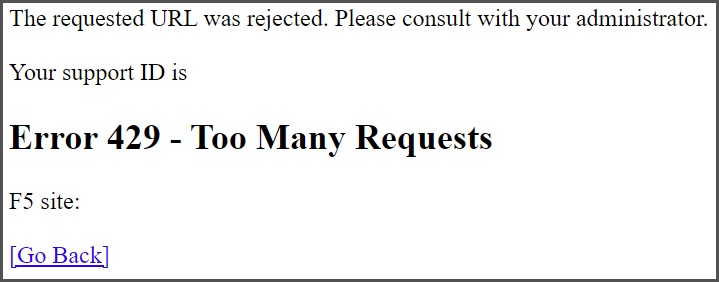 The requested URL was rejected. Please consult with your administrator.
Your support ID is
Error 429 - Too Many Requests
F5 site:
[Go Back]